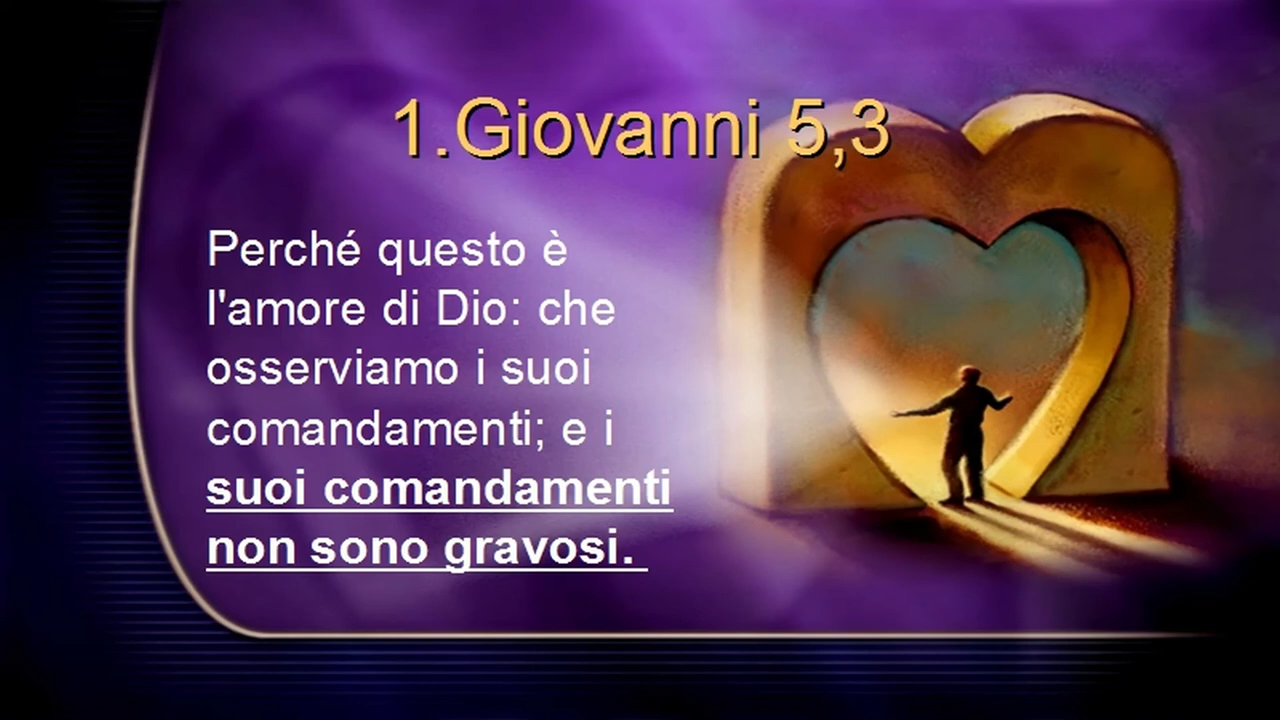 1.Giovanni 5,3
Perché questo è
l'amore di Dio: che
osserviamo i suoi
comandamenti; e i
suoi comandamenti
non sono gravosi.